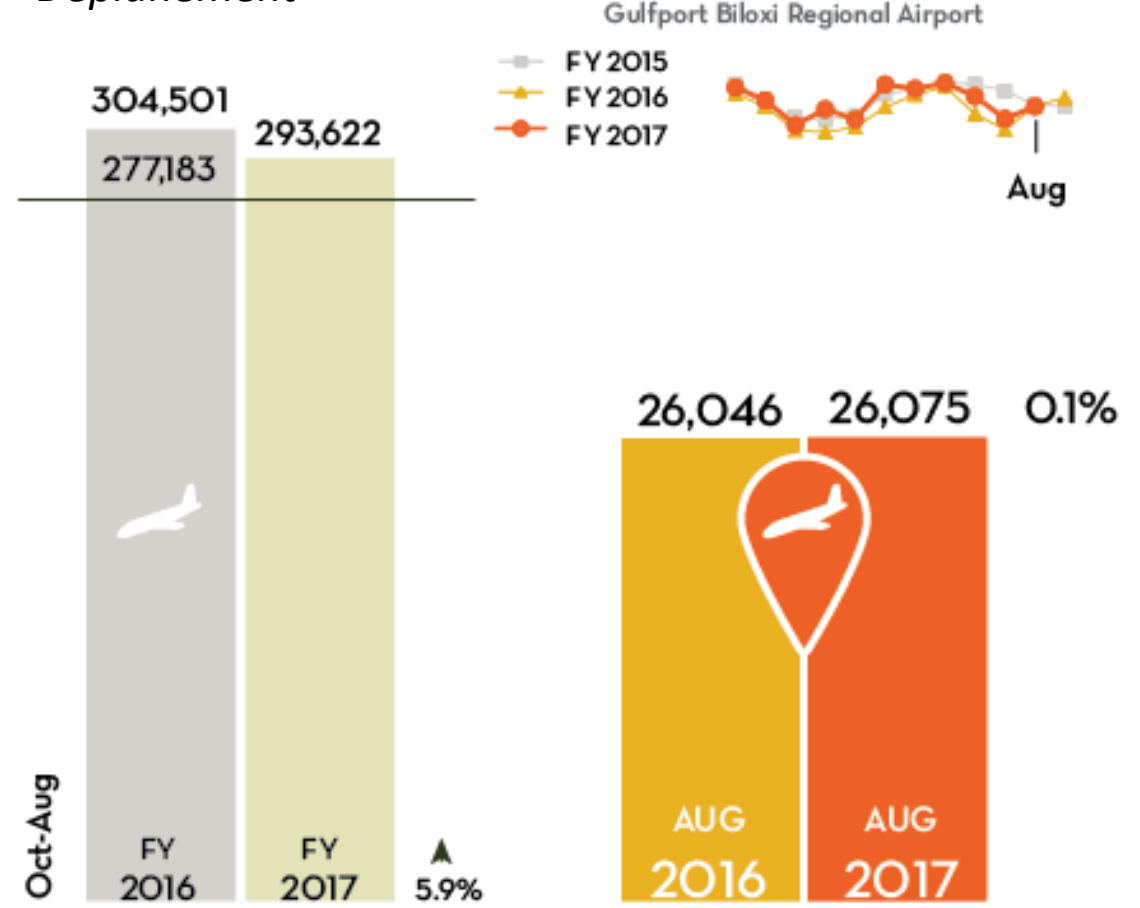 Deplanement
Gulfport Biloxi Regional Airport
FY 2015
FY 2016
FY 2017
Aug
304,501
277,183
293,622
Oct-Aug
FY
2016
FY
2017
5.9%
26,046
26,075
0.1%
AUG
2016
AUG
2017